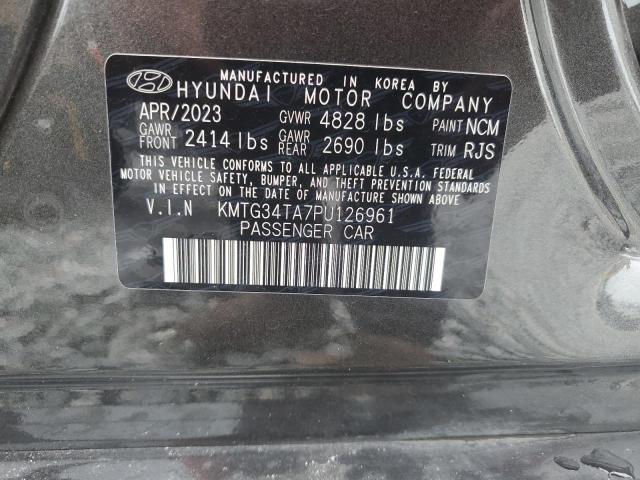 MANUFACTURED IN KOREA BY
HYUNDAI MOTOR COMPANY
APR/2023 GVWR 4828 lbs PAINT NCM
GAWR FRONT 2414 lbs GAWR REAR 2690 lbs TRIM RJS
THIS VEHICLE CONFORMS TO ALL APPLICABLE U.S.A. FEDERAL
MOTOR VEHICLE SAFETY, BUMPER, AND THEFT PREVENTION STANDARDS
IN EFFECT ON THE DATE OF MANUFACTURE SHOWN ABOVE.
V.I.N KMTG34TA7PU126961
PASSENGER CAR